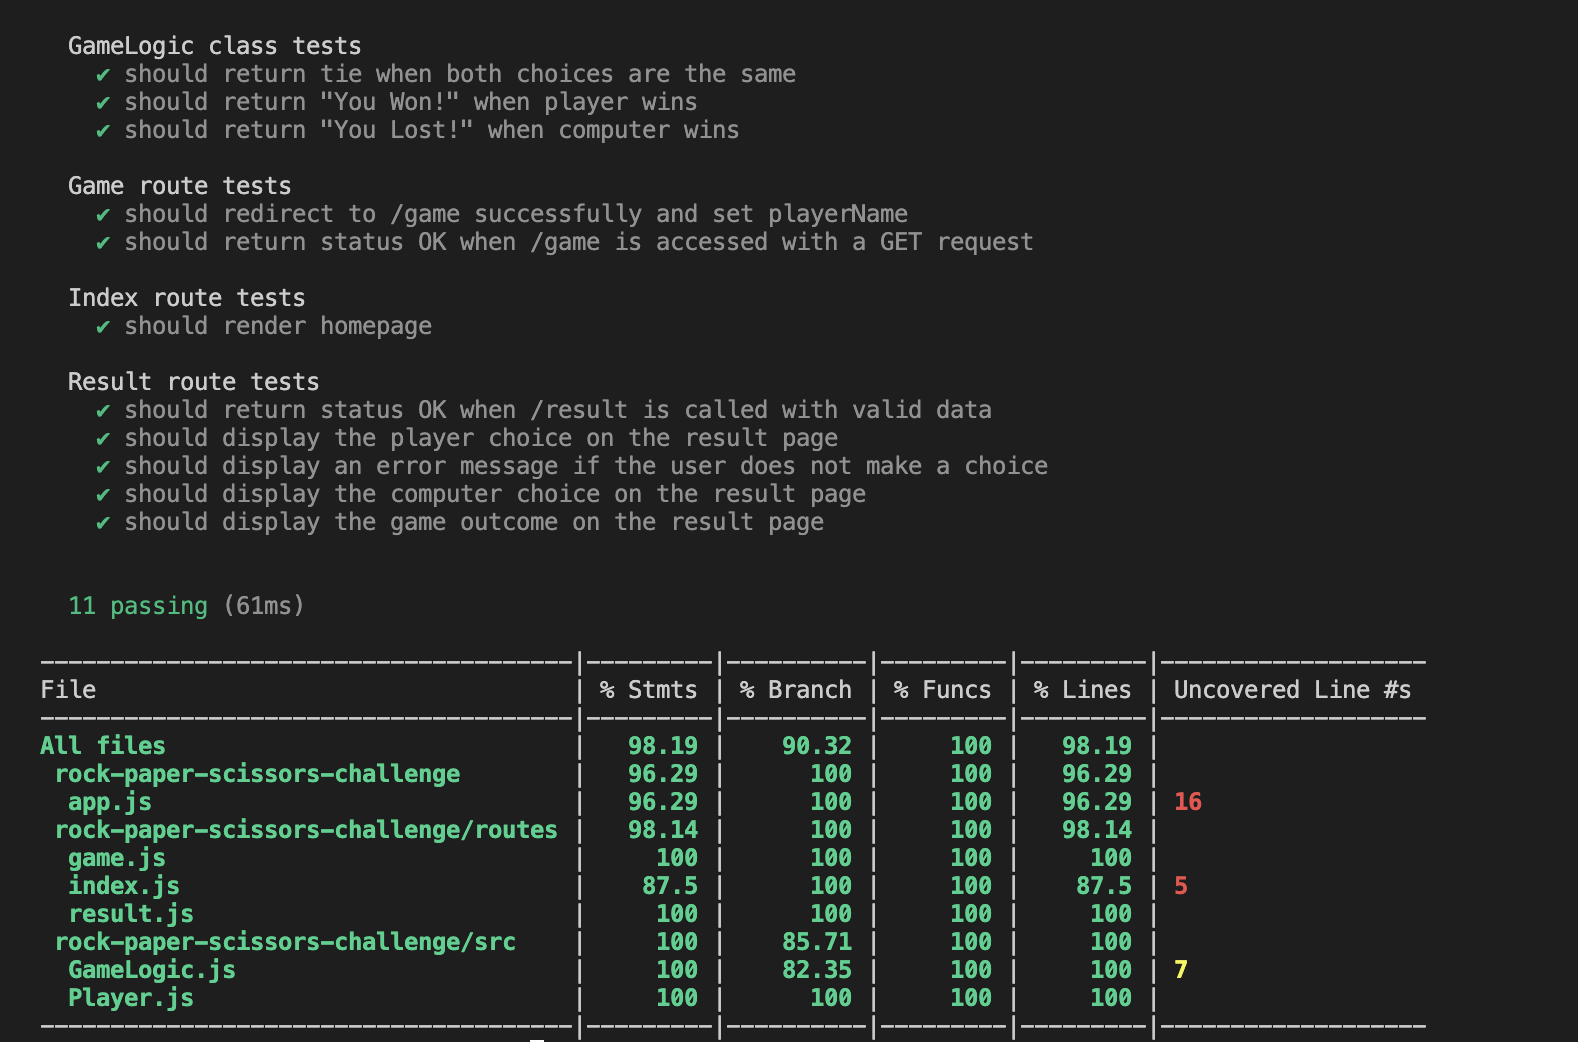 GameLogic class tests
✔ should return tie when both choices are the same
✔ should return "You Won!" when player wins
✔ should return "You Lost!" when computer wins
Game route tests
✔ should redirect to /game successfully and set playerName
✔ should return status OK when /game is accessed with a GET request
Index route tests
✔ should render homepage
Result route tests
✔ should return status OK when /result is called with valid data
✔ should display the player choice on the result page
✔ should display an error message if the user does not make a choice
✔ should display the computer choice on the result page
✔ should display the game outcome on the result page
11 passing (61ms)
File | % Stmts | % Branch | % Funcs | % Lines | Uncovered Line #s
All files | 98.19 | 90.32 | 100 | 98.19 |
rock-paper-scissors-challenge | 96.29 | 100 | 100 | 96.29 |
app.js | 96.29 | 100 | 100 | 96.29 | 16
rock-paper-scissors-challenge/routes | 98.14 | 100 | 100 | 98.14 |
game.js | 100 | 100 | 100 | 100 |
index.js | 87.5 | 100 | 100 | 87.5 | 5
result.js | 100 | 100 | 100 | 100 |
rock-paper-scissors-challenge/src | 100 | 85.71 | 100 | 100 |
GameLogic.js | 100 | 82.35 | 100 | 100 | 7
Player.js | 100 | 100 | 100 | 100 |